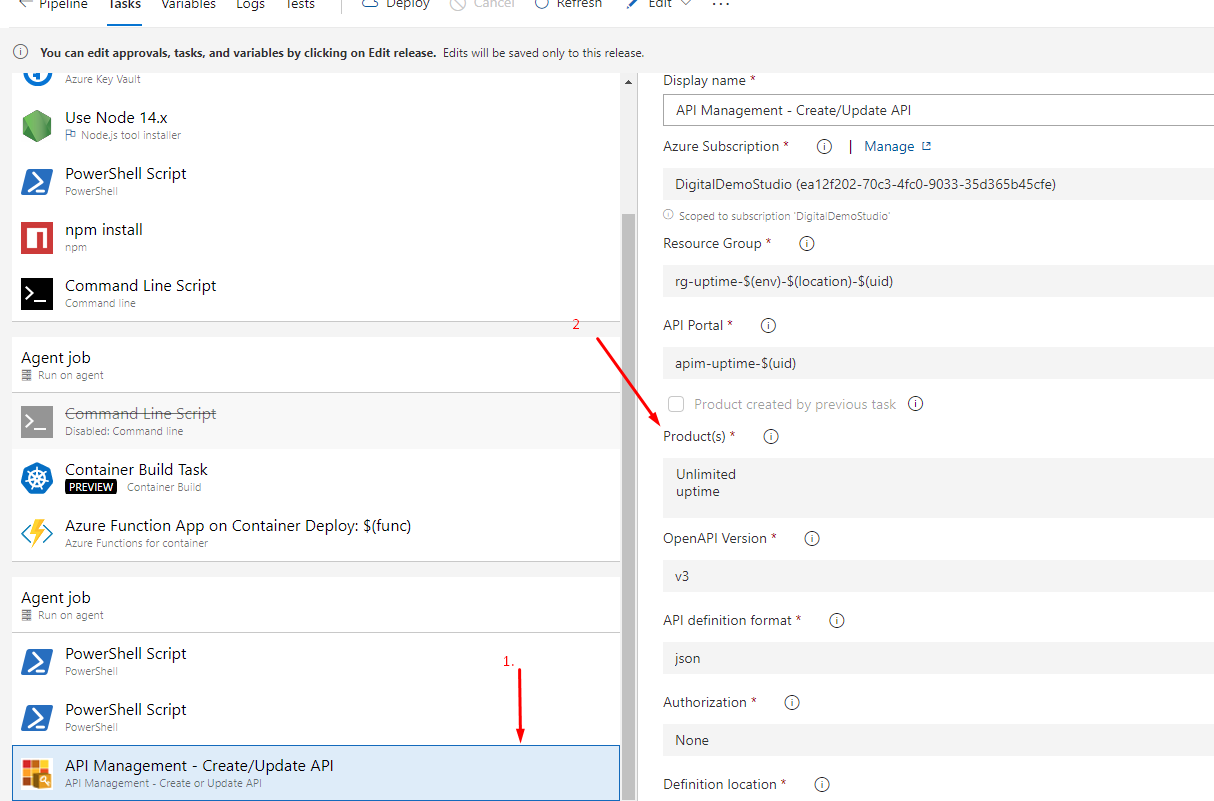 Pipeline
Tasks
Variables
Logs
Tests
Deploy
Cancel
Refresh
Edit
...
You can edit approvals, tasks, and variables by clicking on Edit release. Edits will be saved only to this release.
Azure Key Vault
Use Node 14.x
Node.js tool installer
PowerShell Script
PowerShell
npm install
npm
Command Line Script
Command line
Agent job
Run on agent
Command Line Script
Disabled: Command line
Container Build Task
PREVIEW Container Build
Azure Function App on Container Deploy: $(func)
Azure Functions for container
Agent job
Run on agent
PowerShell Script
PowerShell
1.
PowerShell Script
PowerShell
API Management - Create/Update API
API Management - Create or Update API
Display name *
API Management - Create/Update API
Azure Subscription * | Manage
DigitalDemoStudio (ea12f202-70c3-4fc0-9033-35d365b45cfe)
Scoped to subscription 'DigitalDemoStudio'
Resource Group *
rg-uptime-$(env)-$(location)-$(uid)
2
API Portal *
apim-uptime-$(uid)
Product created by previous task
Product(s) *
Unlimited
uptime
OpenAPI Version *
v3
API definition format *
json
Authorization *
None
Definition location *